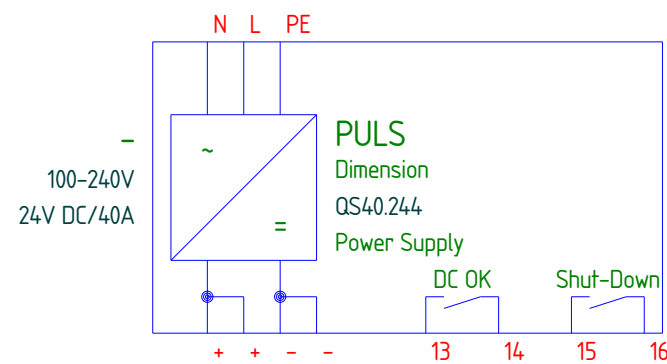 N L PE
PULS
Dimension
QS40.244
Power Supply
–
100-240V
24V DC/40A
~
=
DC OK
Shut-Down
+ + - - 13 14 15 16